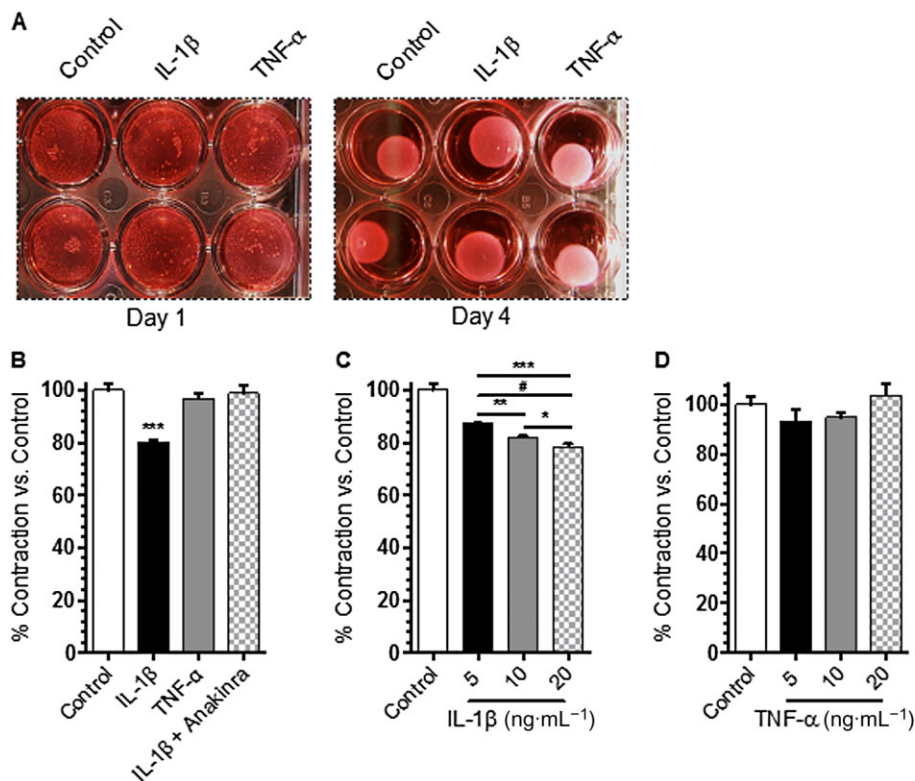 A
Control IL-1β TNF-α Control IL-1β TNF-α
Day 1 Day 4
B C D
% Contraction vs. Control
100
80
60
40
20
0
***
Control
IL-1β
TNF-α
IL-1β + Anakinra
% Contraction vs. Control
100
80
60
40
20
0
***
#
**
*
Control
5
10
20
IL-1β (ng·mL⁻¹)
% Contraction vs. Control
100
80
60
40
20
0
Control
5
10
20
TNF-α (ng·mL⁻¹)